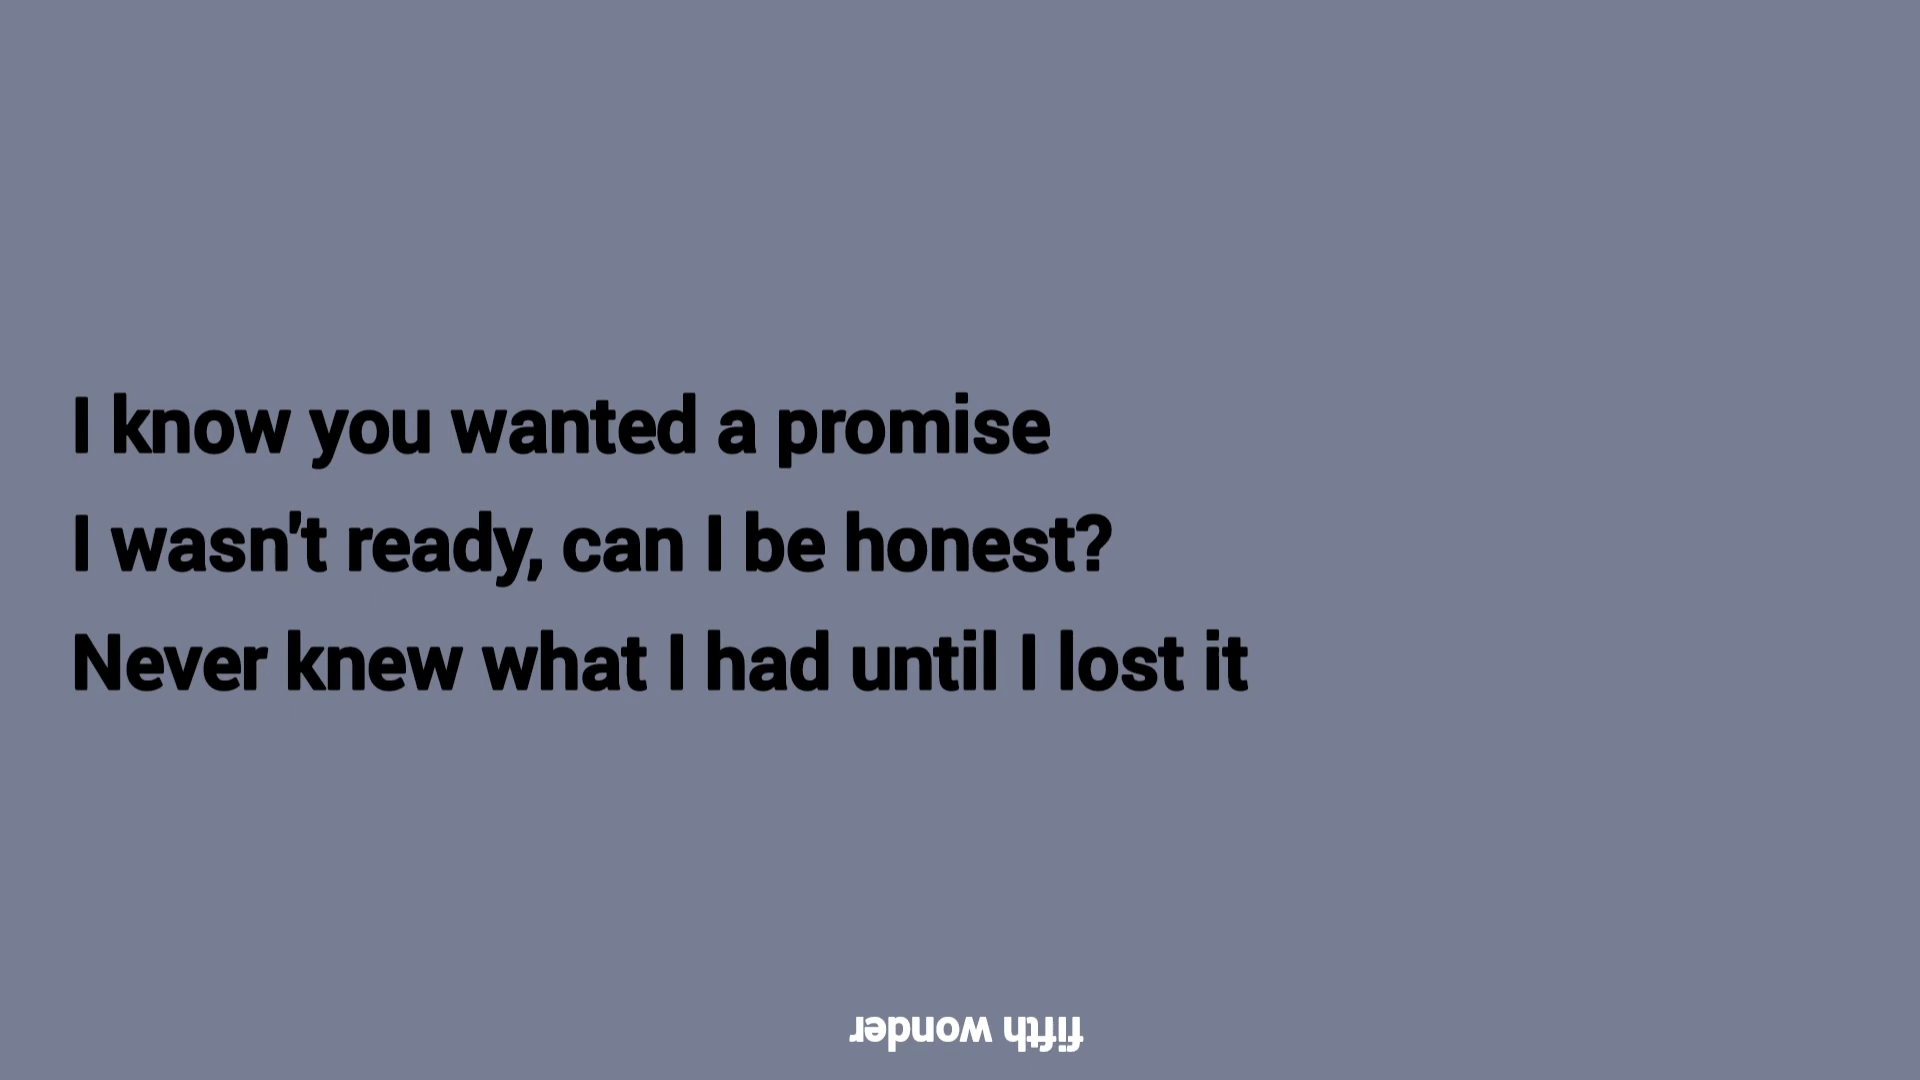 I know you wanted a promise
I wasn't ready, can I be honest?
Never knew what I had until I lost it
fifth wonder